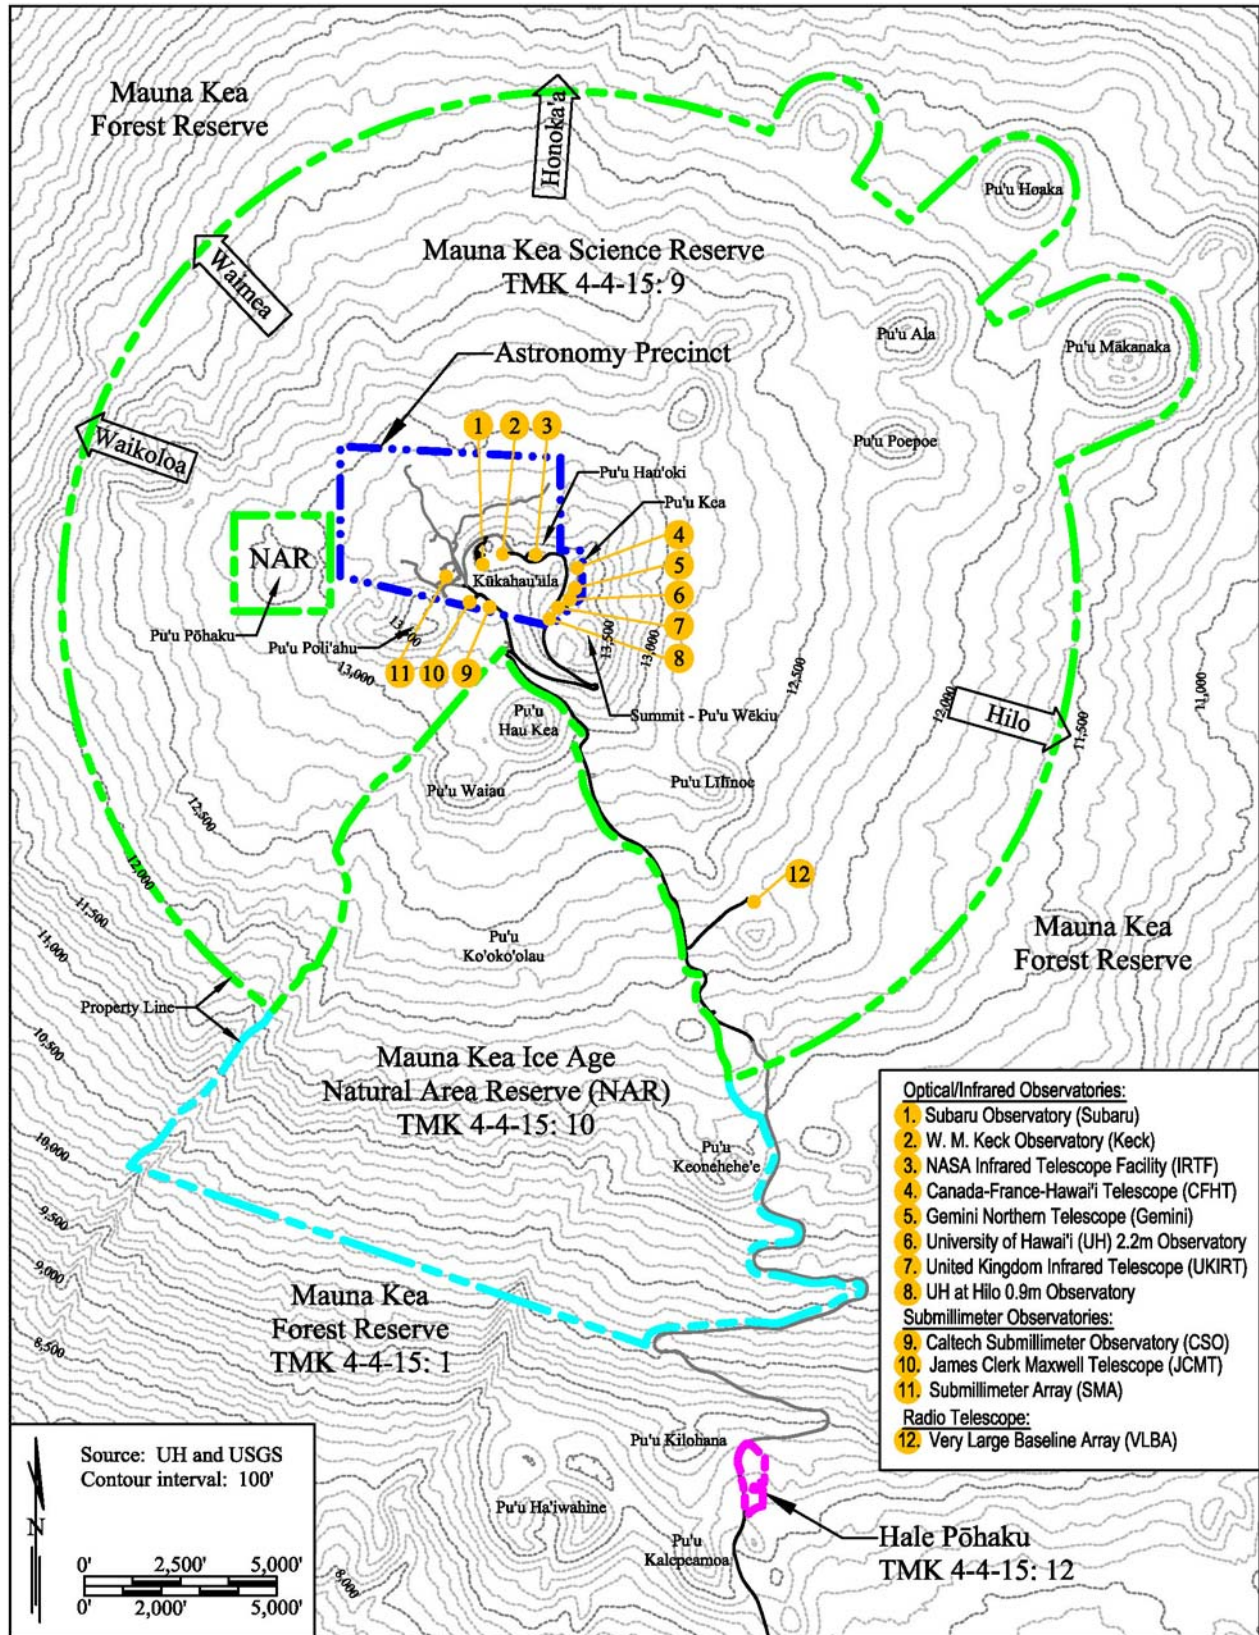 Mauna Kea
Forest Reserve
Honoka'a
Pu'u Hoaka
Waimea
Mauna Kea Science Reserve
TMK 4-4-15: 9
Pu'u Ala
Pu'u Mākanaka
Astronomy Precinct
Waikoloa
1
2
3
Pu'u Poepoe
Pu'u Hau'oki
Pu'u Kea
4
NAR
5
Kūkahau'ula
6
7
Pu'u Pōhaku
Pu'u Poli'ahu
13,500
13,500
13,000
8
13,000
11
10
9
12,500
11,000
12,000
Hilo
11,500
Pu'u
Hau Kea
Summit - Pu'u Wēkiu
Pu'u Waiau
Pu'u Līlīnoe
12,500
12,000
12
11,500
11,000
Pu'u
Ko'oko'olau
Mauna Kea
Forest Reserve
Property Line
10,500
Mauna Kea Ice Age
Natural Area Reserve (NAR)
TMK 4-4-15: 10
10,000
Pu'u
Keonehehe'e
9,500
9,000
8,500
Mauna Kea
Forest Reserve
TMK 4-4-15: 1
Optical/Infrared Observatories:
1. Subaru Observatory (Subaru)
2. W. M. Keck Observatory (Keck)
3. NASA Infrared Telescope Facility (IRTF)
4. Canada-France-Hawai'i Telescope (CFHT)
5. Gemini Northern Telescope (Gemini)
6. University of Hawai'i (UH) 2.2m Observatory
7. United Kingdom Infrared Telescope (UKIRT)
8. UH at Hilo 0.9m Observatory
Submillimeter Observatories:
9. Caltech Submillimeter Observatory (CSO)
10. James Clerk Maxwell Telescope (JCMT)
11. Submillimeter Array (SMA)
Radio Telescope:
12. Very Large Baseline Array (VLBA)
Pu'u Kilohana
Pu'u Ha'iwahine
Pu'u
Kalepeamoa
Hale Pōhaku
TMK 4-4-15: 12
8,000
Source: UH and USGS
Contour interval: 100'
N
0' 2,500' 5,000'
0' 2,000' 5,000'